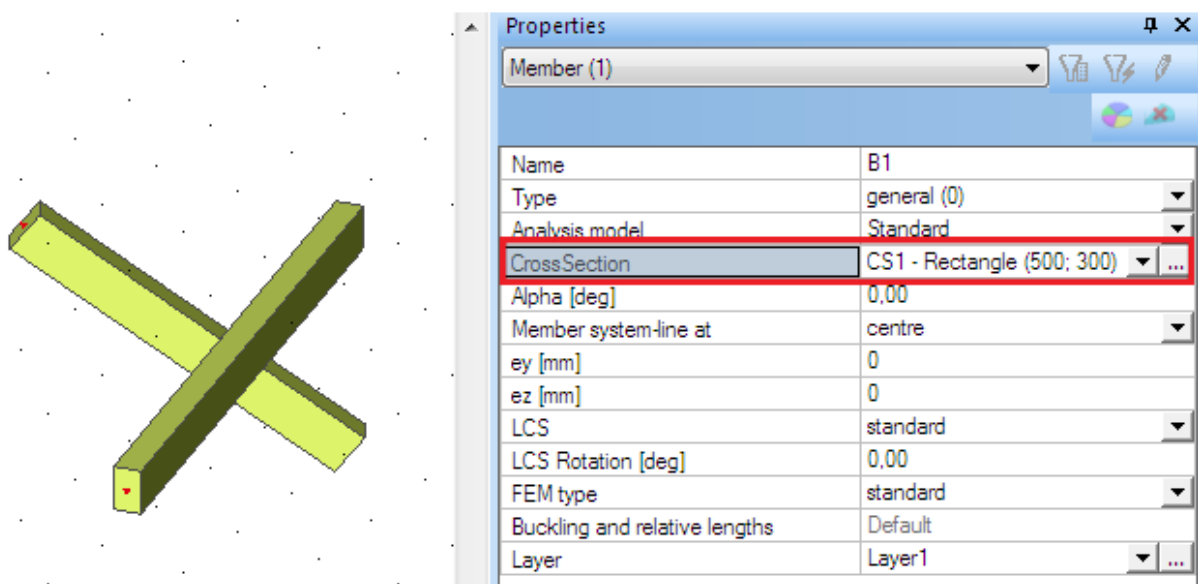 Properties
Member (1)
Name B1
Type general (0)
Analysis model Standard
CrossSection CS1 - Rectangle (500; 300) ...
Alpha [deg] 0,00
Member system-line at centre
ey [mm] 0
ez [mm] 0
LCS standard
LCS Rotation [deg] 0,00
FEM type standard
Buckling and relative lengths Default
Layer Layer1 ...